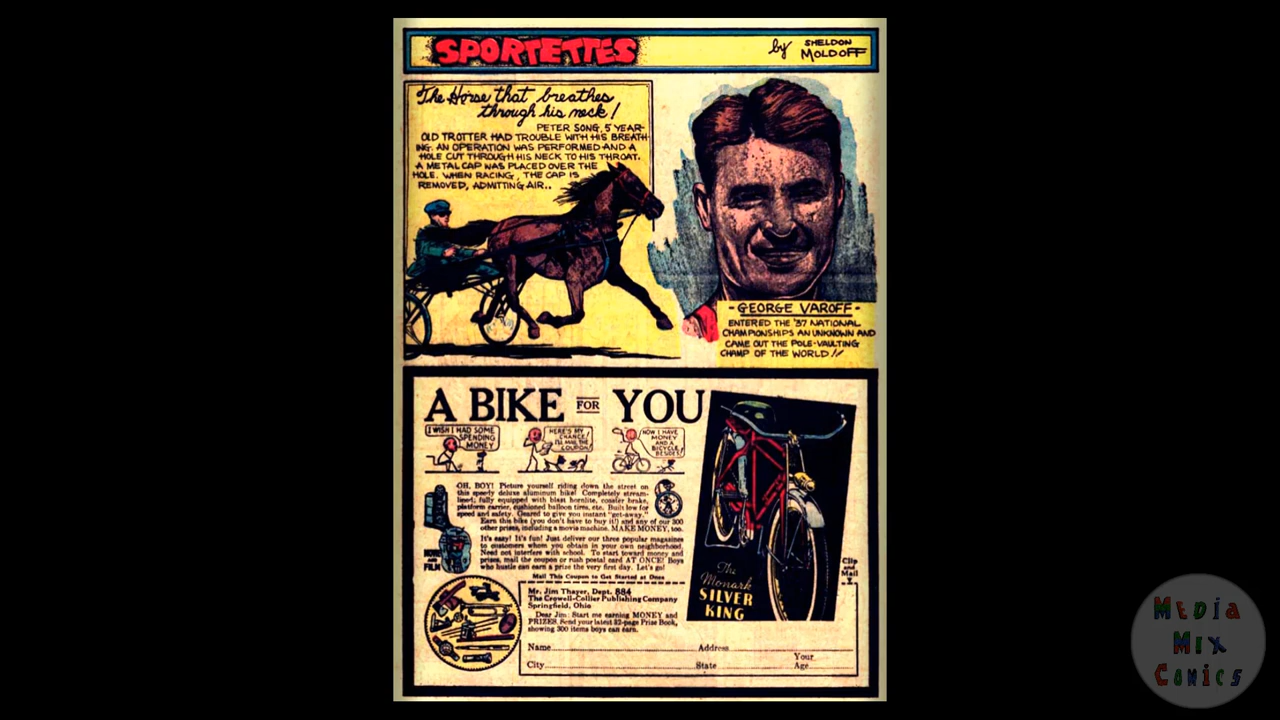 SPORTETTES
by SHELDON
MOLDOFF
The Horse that breathes
through his neck!
PETER SONG, 5 YEAR-
OLD TROTTER HAD TROUBLE WITH HIS BREATH-
ING. AN OPERATION WAS PERFORMED AND A
HOLE CUT THROUGH HIS NECK TO HIS THROAT.
A METAL CAP WAS PLACED OVER THE
HOLE. WHEN RACING, THE CAP IS
REMOVED, ADMITTING AIR..
- GEORGE VAROFF -
ENTERED THE '37 NATIONAL
CHAMPIONSHIPS AN UNKNOWN AND
CAME OUT THE POLE-VAULTING
CHAMP OF THE WORLD!!
A BIKE FOR YOU
I WISH I HAD SOME
SPENDING
MONEY
HERE'S MY
CHANCE!
I'LL MAIL THE
COUPON!
NOW I HAVE
MONEY
AND A
BICYCLE
BESIDES!
OH, BOY! Picture yourself riding down the street on
this speedy deluxe aluminum bike! Completely stream-
lined; fully equipped with blast hornlite, coaster brake,
platform carrier, cushioned balloon tires, etc. Built low for
speed and safety. Geared to give you instant "get-away."
Earn this bike (you don't have to buy it!) and any of our 300
other prizes, including a movie machine. MAKE MONEY, too.
It's easy! It's fun! Just deliver our three popular magazines
to customers whom you obtain in your own neighborhood.
Need not interfere with school. To start toward money and
prizes, mail the coupon or rush postal card AT ONCE! Boys
who hustle can earn a prize the very first day. Let's go!
MOVIE
AND
FILM
Mail This Coupon to Get Started at Once
Clip
and
Mail
Mr. Jim Thayer, Dept. 884
The Crowell-Collier Publishing Company
Springfield, Ohio
Dear Jim: Start me earning MONEY and
PRIZES. Send your latest 32-page Prize Book,
showing 300 items boys can earn.
The
Monark
SILVER
KING
Name Address
City State Your
Age
MEDiA
MiX
COMiCS